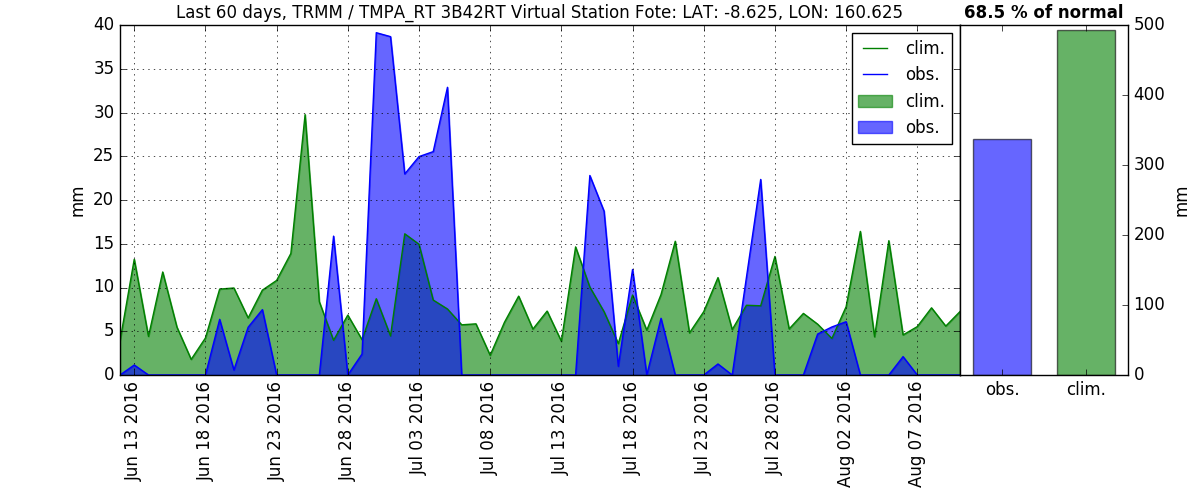 Last 60 days, TRMM / TMPA_RT 3B42RT Virtual Station Fote: LAT: -8.625, LON: 160.625
68.5 % of normal
40
35
30
25
20
15
10
5
0
mm
clim.
obs.
clim.
obs.
500
400
300
200
100
0
mm
Jun 13 2016
Jun 18 2016
Jun 23 2016
Jun 28 2016
Jul 03 2016
Jul 08 2016
Jul 13 2016
Jul 18 2016
Jul 23 2016
Jul 28 2016
Aug 02 2016
Aug 07 2016
obs.
clim.